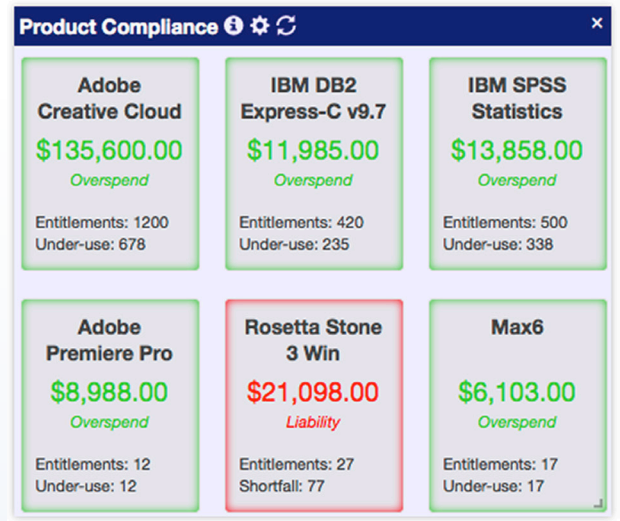 Product Compliance
Adobe
Creative Cloud
$135,600.00
Overspend
Entitlements: 1200
Under-use: 678
IBM DB2
Express-C v9.7
$11,985.00
Overspend
Entitlements: 420
Under-use: 235
IBM SPSS
Statistics
$13,858.00
Overspend
Entitlements: 500
Under-use: 338
Adobe
Premiere Pro
$8,988.00
Overspend
Entitlements: 12
Under-use: 12
Rosetta Stone
3 Win
$21,098.00
Liability
Entitlements: 27
Shortfall: 77
Max6
$6,103.00
Overspend
Entitlements: 17
Under-use: 17